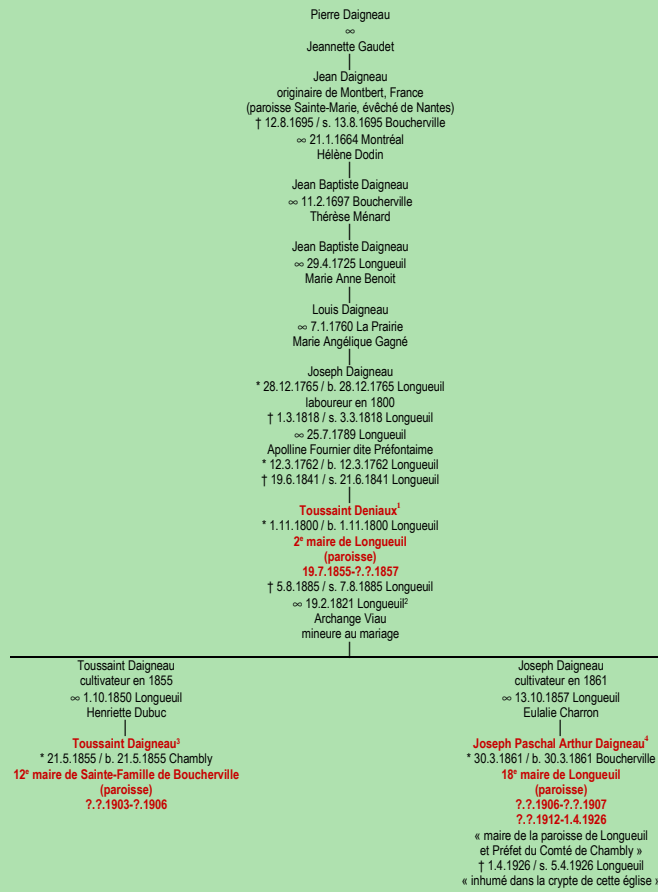 Pierre Daigneau
∞
Jeannette Gaudet
Jean Daigneau
originaire de Montbert, France
(paroisse Sainte-Marie, évêché de Nantes)
† 12.8.1695 / s. 13.8.1695 Boucherville
∞ 21.1.1664 Montréal
Hélène Dodin
Jean Baptiste Daigneau
∞ 11.2.1697 Boucherville
Thérèse Ménard
Jean Baptiste Daigneau
∞ 29.4.1725 Longueuil
Marie Anne Benoit
Louis Daigneau
∞ 7.1.1760 La Prairie
Marie Angélique Gagné
Joseph Daigneau
* 28.12.1765 / b. 28.12.1765 Longueuil
laboureur en 1800
† 1.3.1818 / s. 3.3.1818 Longueuil
∞ 25.7.1789 Longueuil
Apolline Fournier dite Préfontaime
* 12.3.1762 / b. 12.3.1762 Longueuil
† 19.6.1841 / s. 21.6.1841 Longueuil
Toussaint Deniaux¹
* 1.11.1800 / b. 1.11.1800 Longueuil
2ᵉ maire de Longueuil
(paroisse)
19.7.1855-?.?.1857
† 5.8.1885 / s. 7.8.1885 Longueuil
∞ 19.2.1821 Longueuil²
Archange Viau
mineure au mariage
Toussaint Daigneau
cultivateur en 1855
∞ 1.10.1850 Longueuil
Henriette Dubuc
Toussaint Daigneau³
* 21.5.1855 / b. 21.5.1855 Chambly
12ᵉ maire de Sainte-Famille de Boucherville
(paroisse)
?.?.1903-?.1906
Joseph Daigneau
cultivateur en 1861
∞ 13.10.1857 Longueuil
Eulalie Charron
Joseph Paschal Arthur Daigneau⁴
* 30.3.1861 / b. 30.3.1861 Boucherville
18ᵉ maire de Longueuil
(paroisse)
?.?.1906-?.?.1907
?.?.1912-1.4.1926
« maire de la paroisse de Longueuil
et Préfet du Comté de Chambly »
† 1.4.1926 / s. 5.4.1926 Longueuil
« inhumé dans la crypte de cette église »